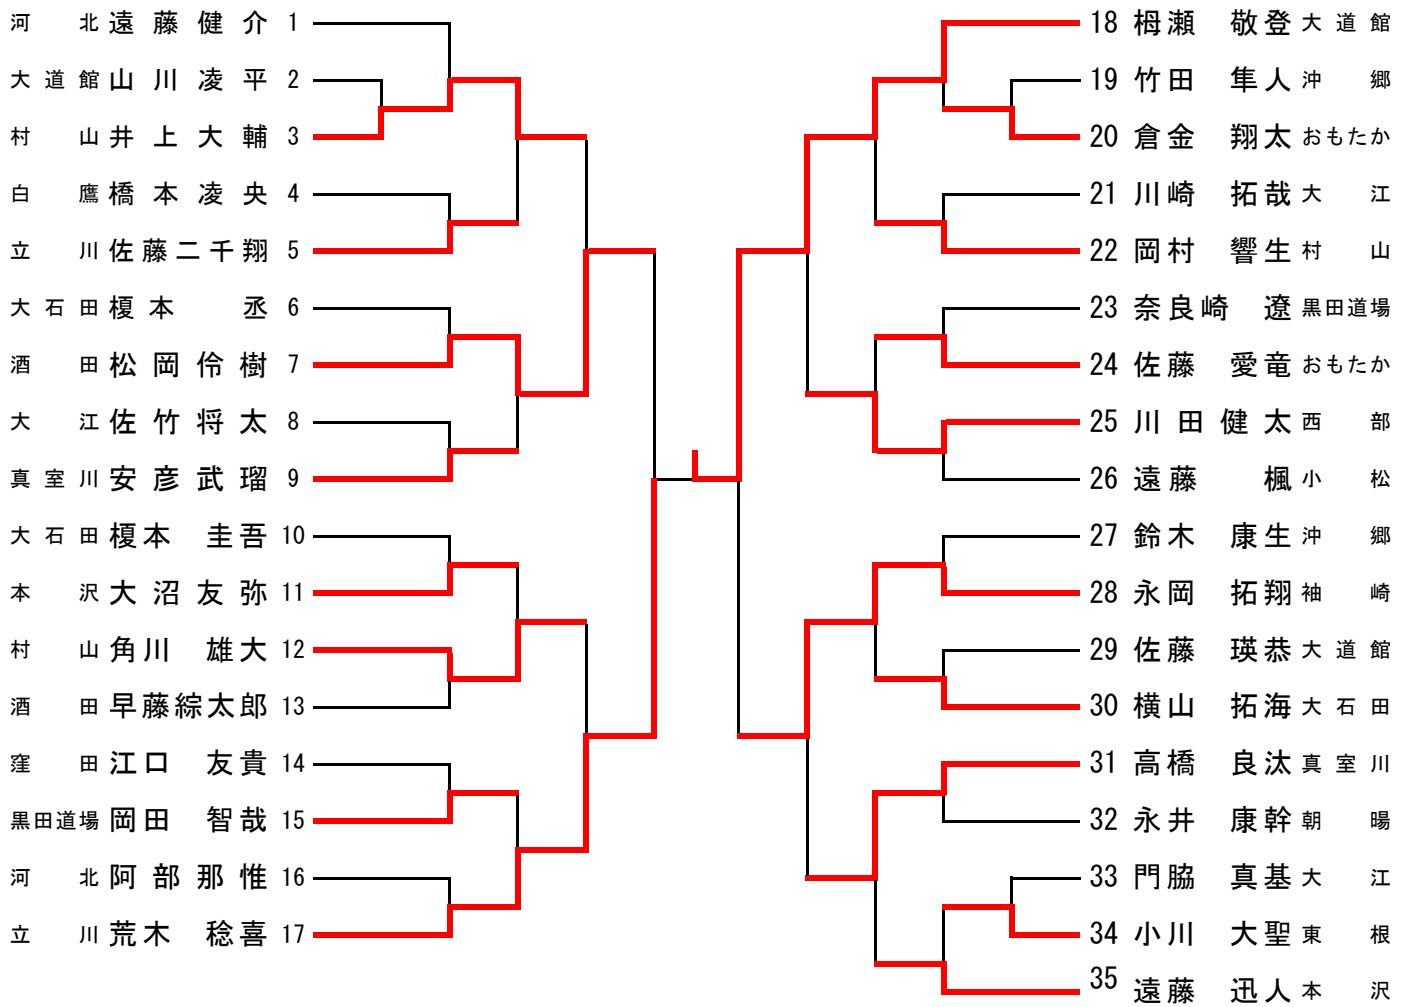 河北 遠藤健介 1
大道館 山川凌平 2
村山 井上大輔 3
白鷹 橋本凌央 4
立川 佐藤二千翔 5
大石田 榎本 丞 6
酒田 松岡伶樹 7
大江 佐竹将太 8
真室川 安彦武瑠 9
大石田 榎本 圭吾 10
本沢 大沼友弥 11
村山 角川 雄大 12
酒田 早藤綜太郎 13
窪田 江口 友貴 14
黒田道場 岡田 智哉 15
河北 阿部那惟 16
立川 荒木 稔喜 17
18 栂瀬 敬登 大道館
19 竹田 隼人 沖郷
20 倉金 翔太 おもたか
21 川崎 拓哉 大江
22 岡村 響生 村山
23 奈良崎 遼 黒田道場
24 佐藤 愛竜 おもたか
25 川田健太 西部
26 遠藤 楓 小松
27 鈴木 康生 沖郷
28 永岡 拓翔 袖崎
29 佐藤 瑛恭 大道館
30 横山 拓海 大石田
31 高橋 良汰 真室川
32 永井 康幹 朝暘
33 門脇 真基 大江
34 小川 大聖 東根
35 遠藤 迅人 本沢